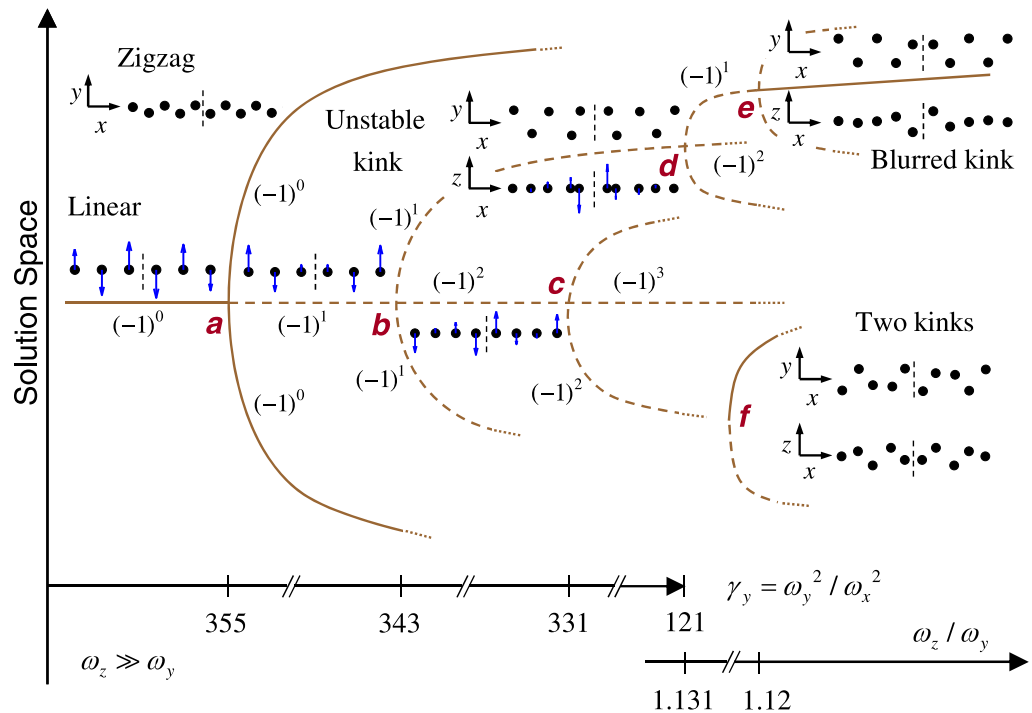 Zigzag
y
x
Linear
Unstable
kink
y
x
z
x
y
x
z
x
Blurred kink
(−1)^1
e
d
(−1)^2
(−1)^0
(−1)^1
(−1)^2
c
(−1)^3
(−1)^0
a
(−1)^1
b
(−1)^1
(−1)^2
(−1)^0
Two kinks
y
x
f
z
x
Solution Space
γ_y = ω_y^2 / ω_x^2
355
343
331
121
ω_z ≫ ω_y
ω_z / ω_y
1.131
1.12